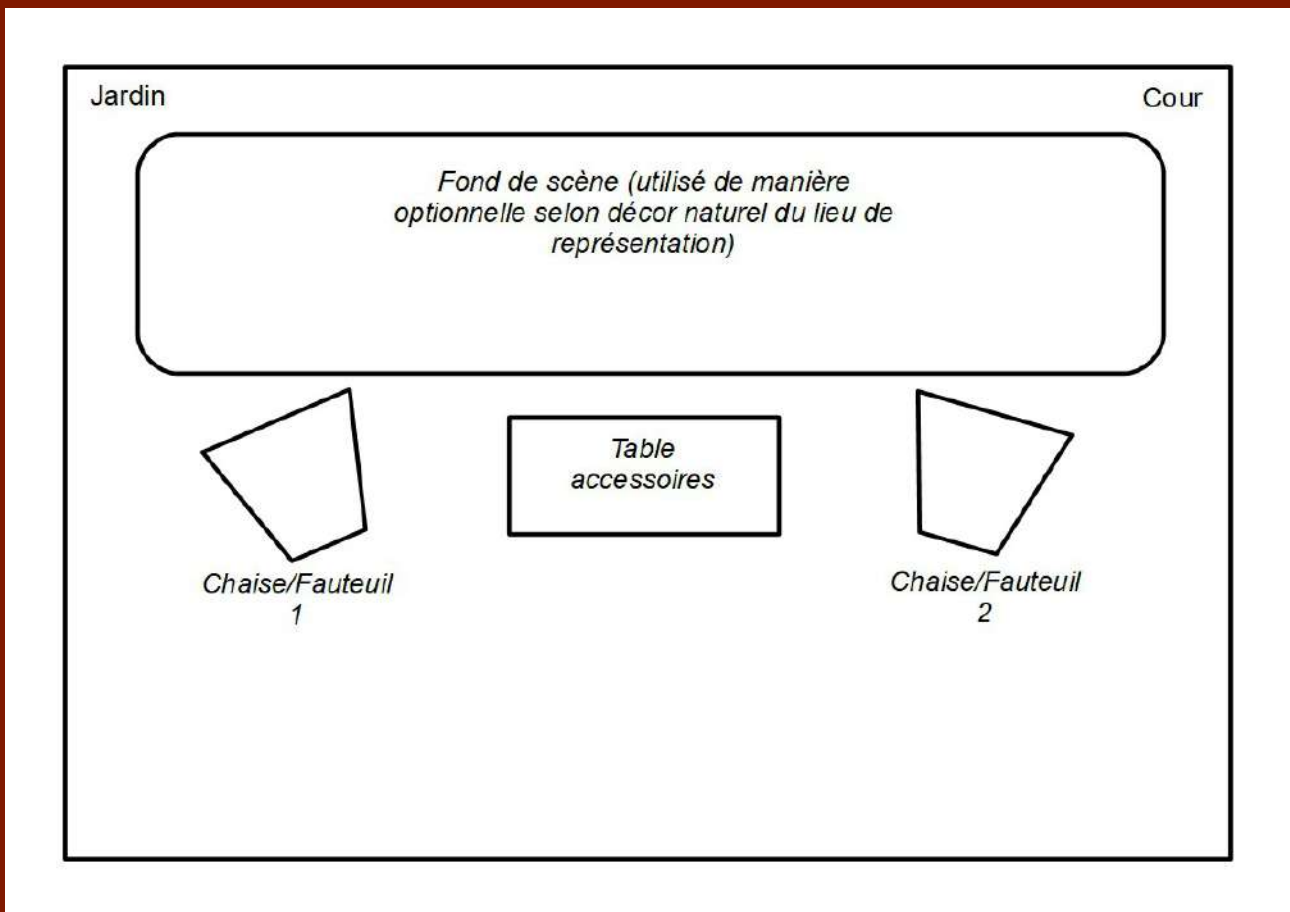 Jardin
Cour
Fond de scène (utilisé de manière
optionnelle selon décor naturel du lieu de
représentation)
Table
accessoires
Chaise/Fauteuil
1
Chaise/Fauteuil
2